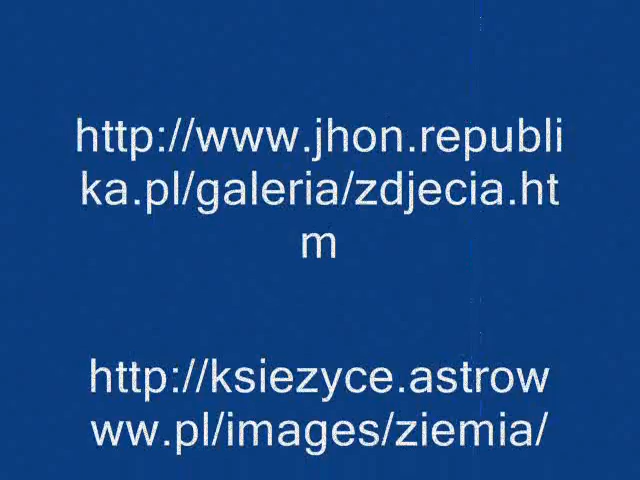 http://www.jhon.republi
ka.pl/galeria/zdjecia.ht
m
http://ksiezyce.astrow
ww.pl/images/ziemia/